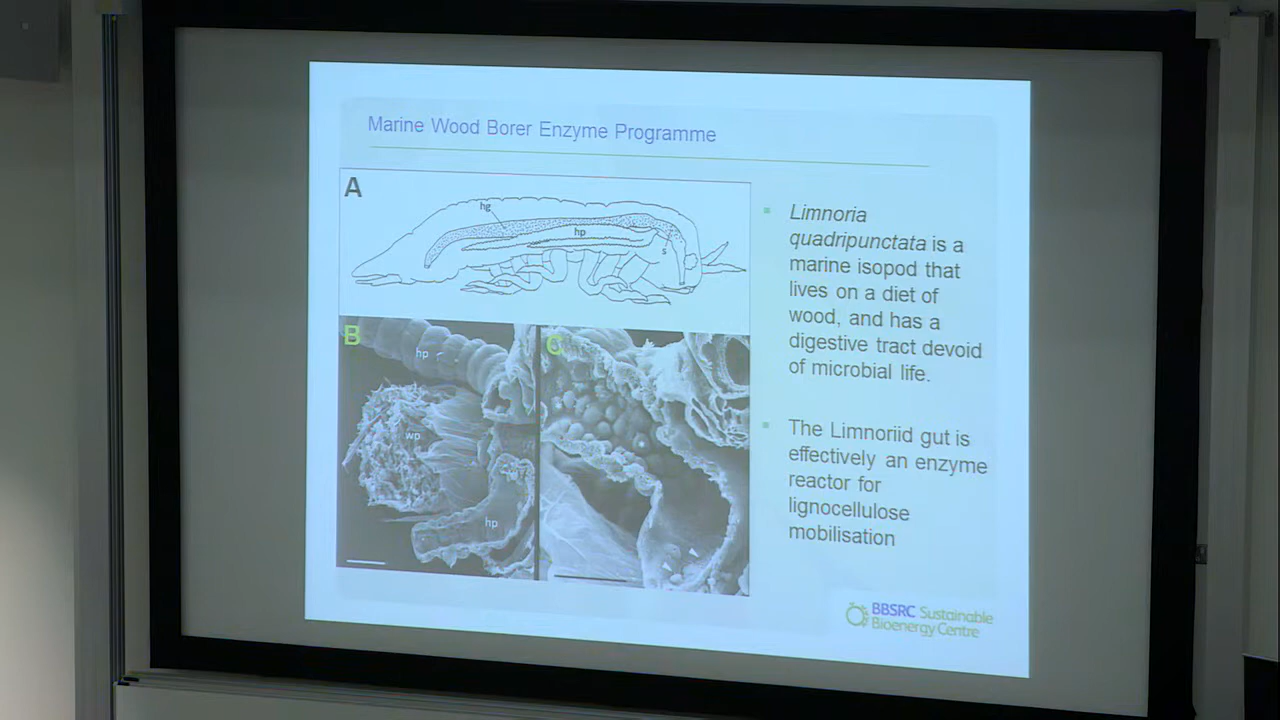 Marine Wood Borer Enzyme Programme
A
hg
hp
s
B
hp
wp
hp
C
Limnoria
quadripunctata is a
marine isopod that
lives on a diet of
wood, and has a
digestive tract devoid
of microbial life.
The Limnoriid gut is
effectively an enzyme
reactor for
lignocellulose
mobilisation
BBSRC Sustainable
Bioenergy Centre